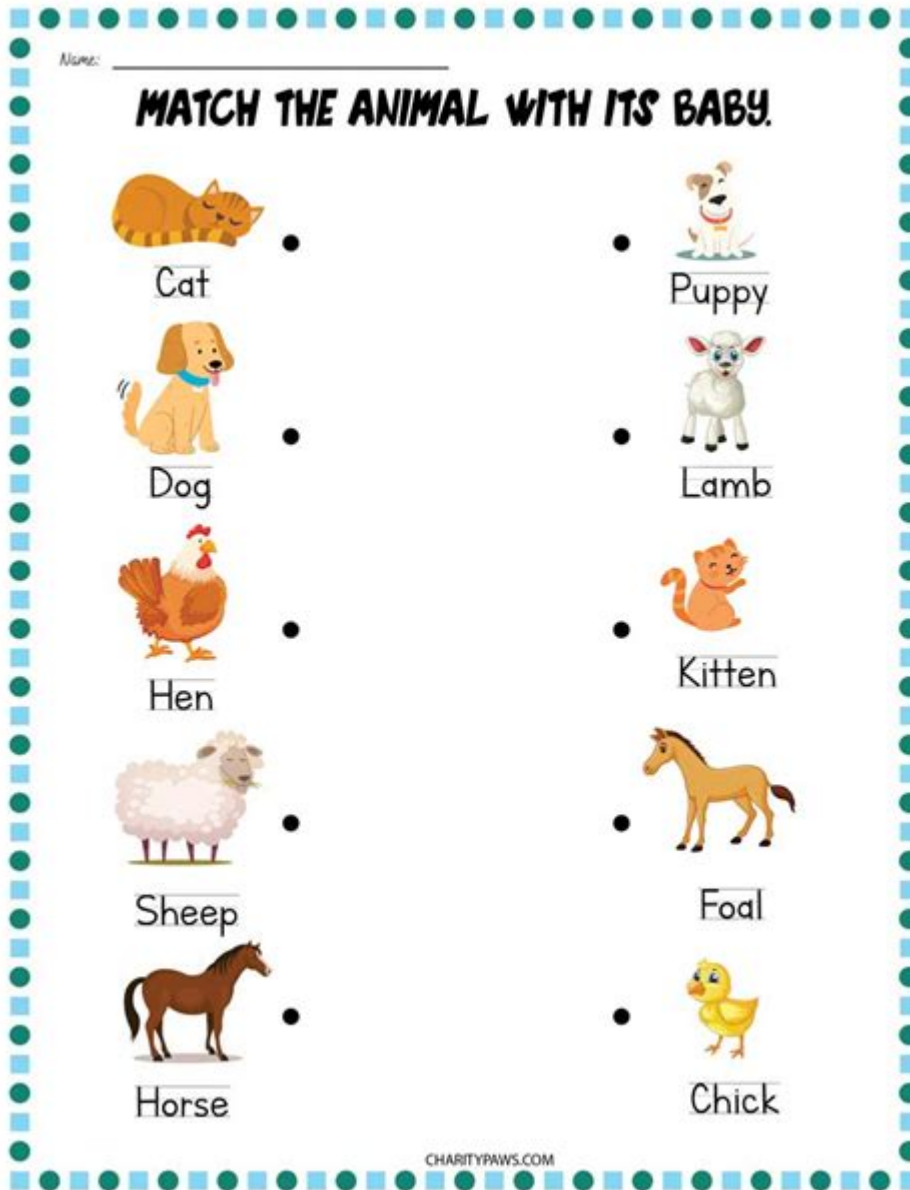 Name:
MATCH THE ANIMAL WITH ITS BABY.
Cat
Puppy
Dog
Lamb
Hen
Kitten
Sheep
Foal
Horse
Chick
CHARITYPAWS.COM